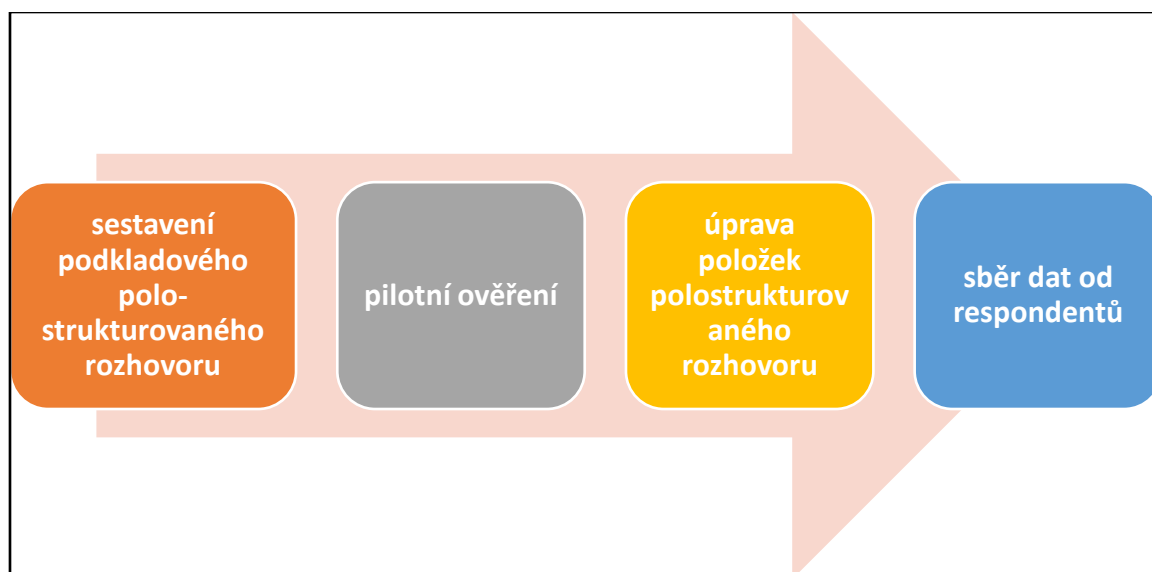 sestavení
podkladového
polo-
strukturovaného
rozhovoru
pilotní ověření
úprava
položek
polostrukturov
aného
rozhovoru
sběr dat od
respondentů